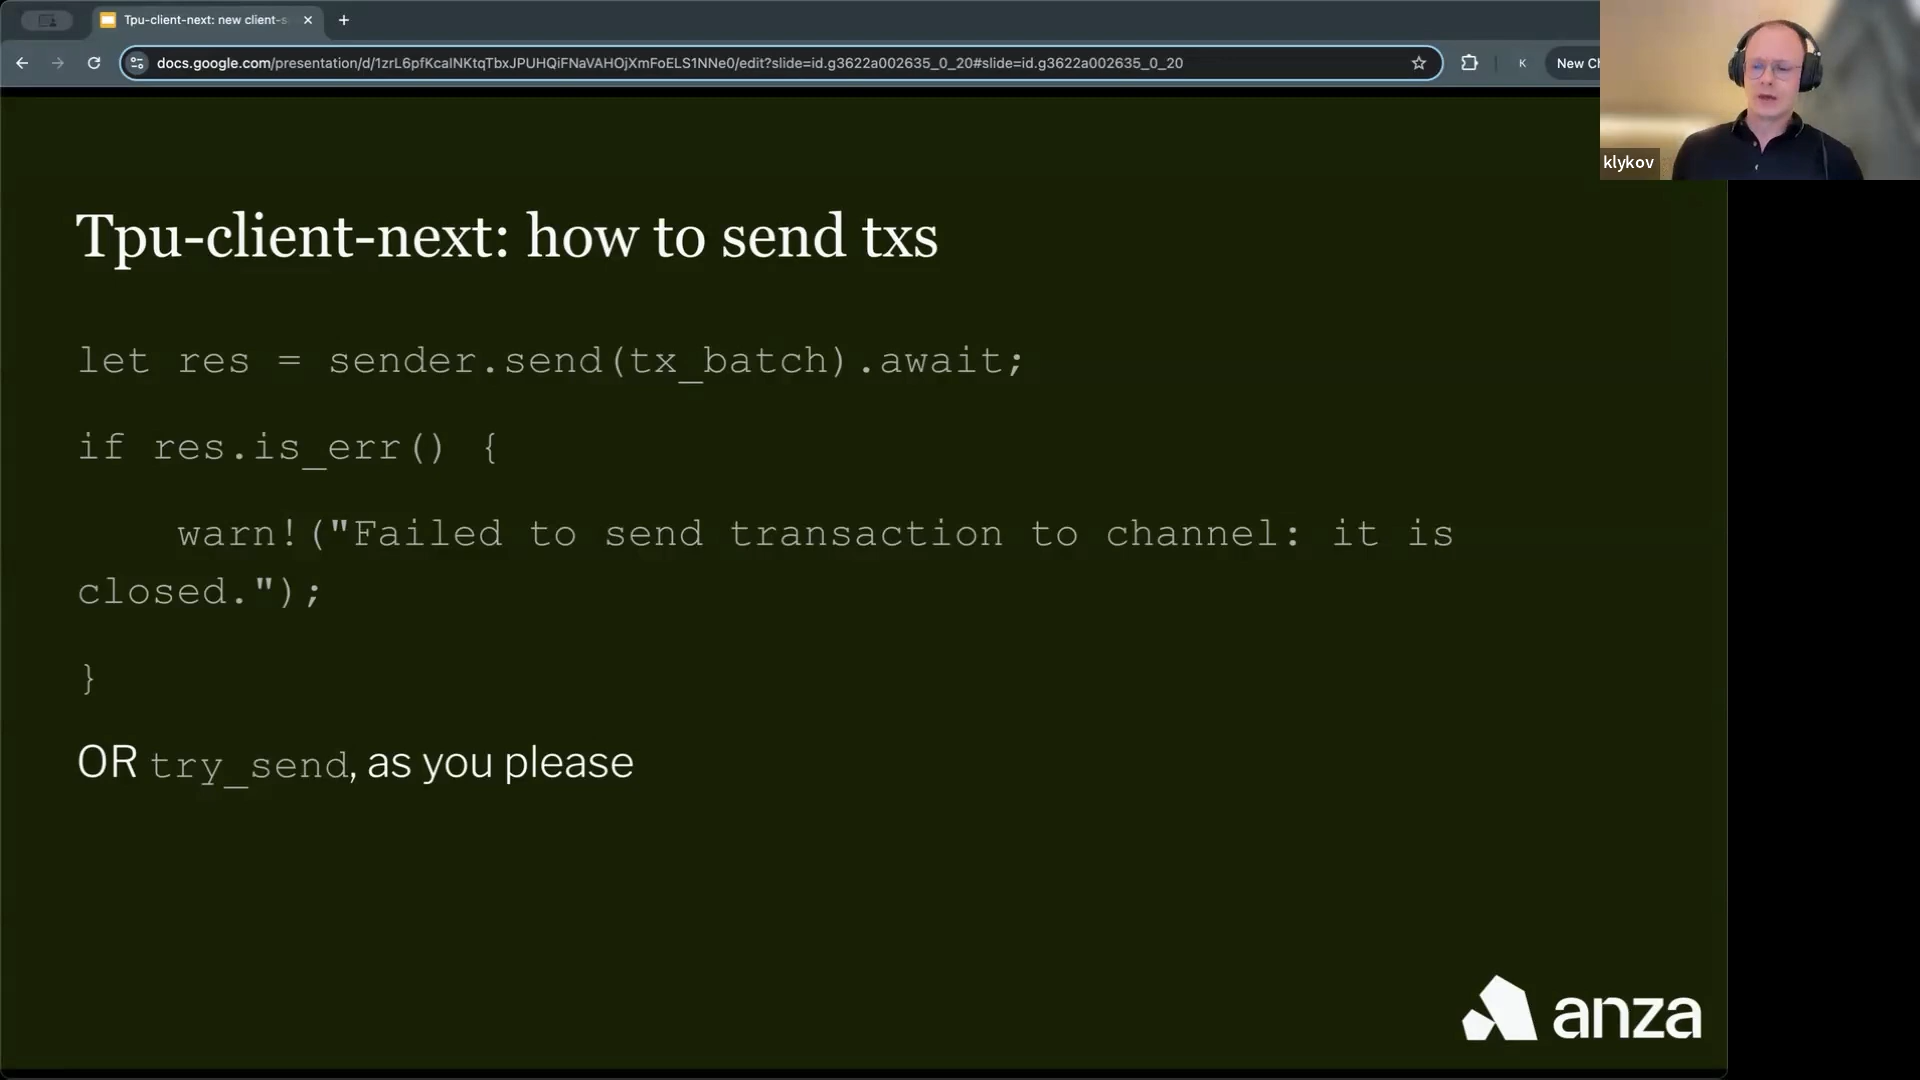 Tpu-client-next: new client-s
docs.google.com/presentation/d/1zrL6pfKcaINKtqTbxJPUHQiFNaVAHOjXmFoELS1NNe0/edit?slide=id.g3622a002635_0_20#slide=id.g3622a002635_0_20
K
New Ch
klykov
Tpu-client-next: how to send txs
let res = sender.send(tx_batch).await;
if res.is_err() {
warn!("Failed to send transaction to channel: it is
closed.");
}
OR try_send, as you please
anza